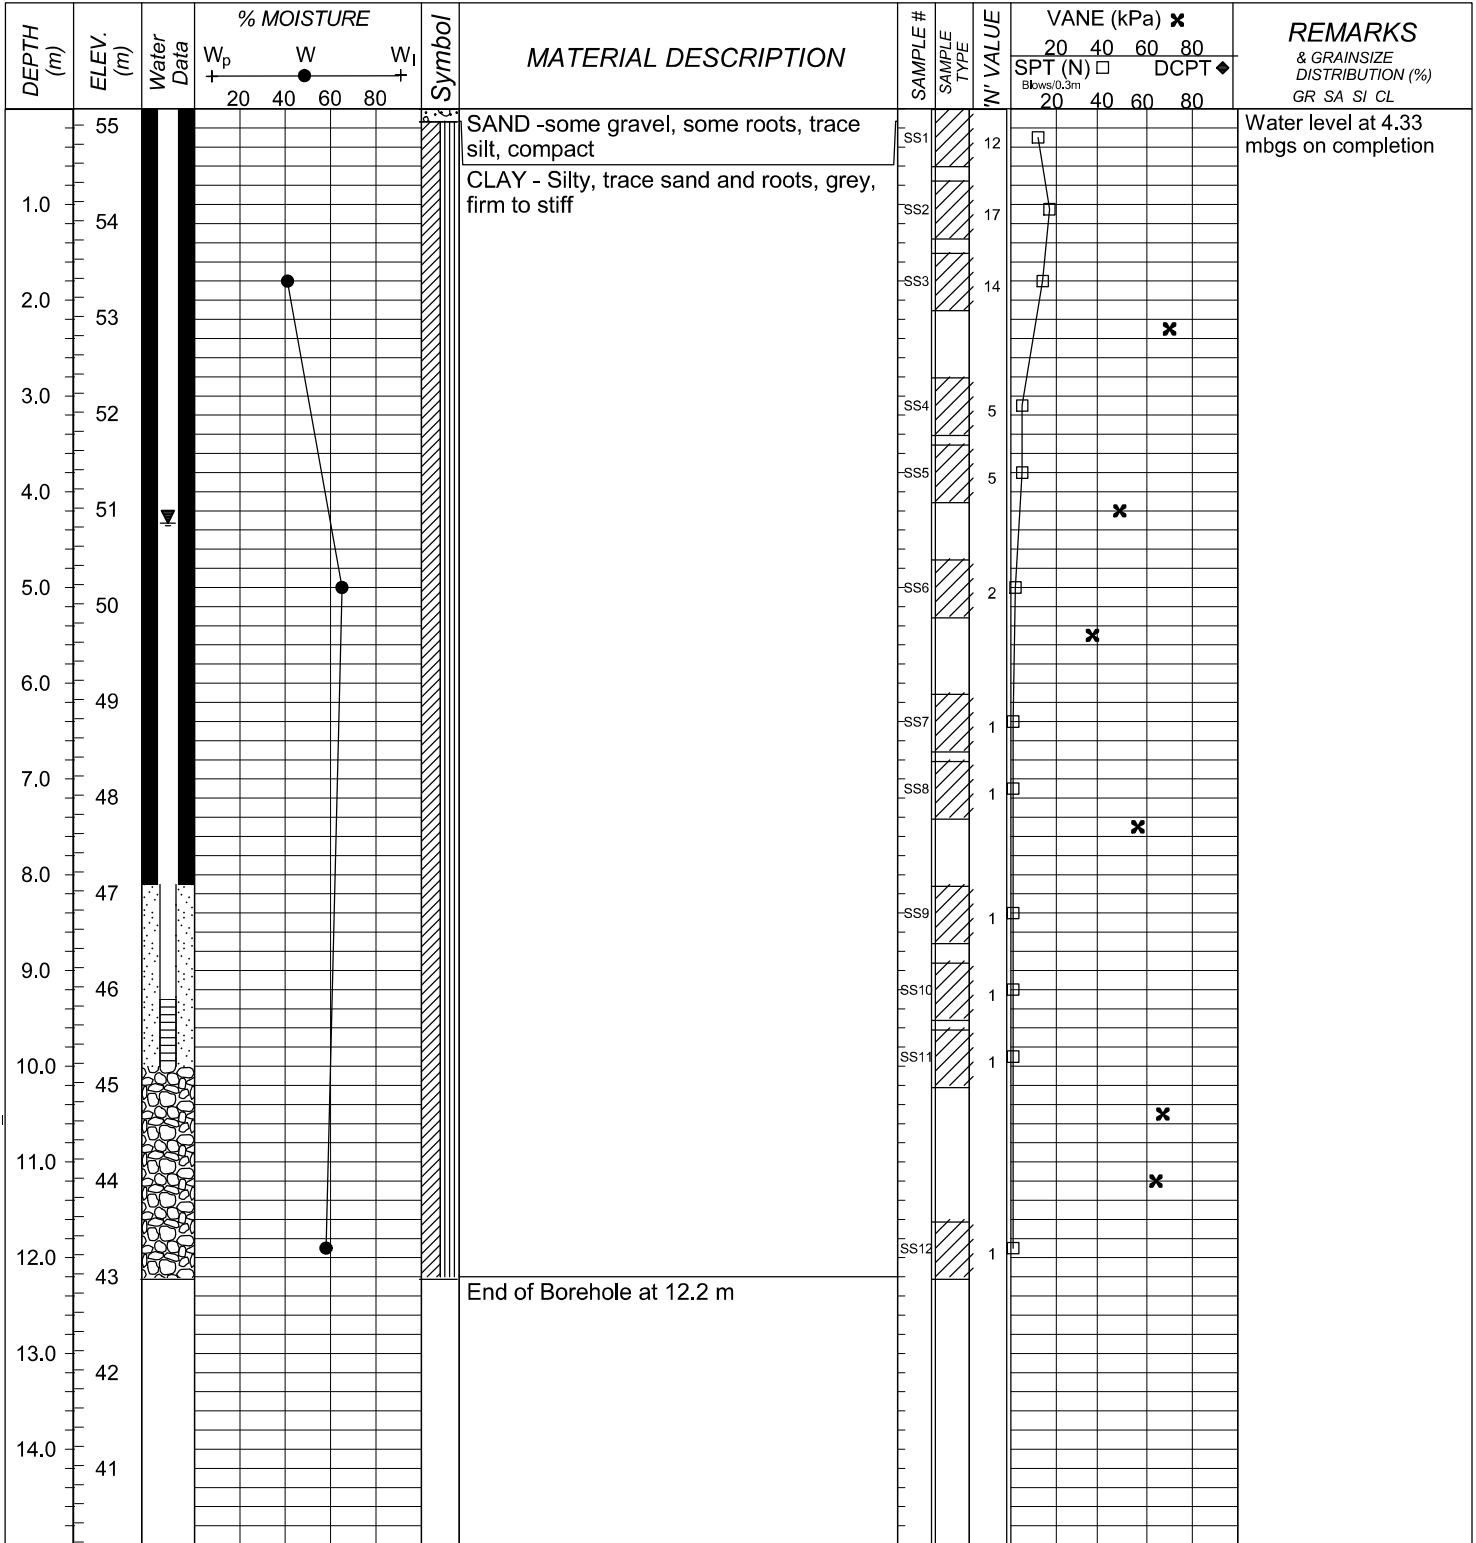 DEPTH (m)
ELEV. (m)
Water Data
% MOISTURE
Wp W Wl
20 40 60 80
Symbol
MATERIAL DESCRIPTION
SAMPLE #
SAMPLE TYPE
'N' VALUE
VANE (kPa)
20 40 60 80
SPT (N) DCPT
Blows/0.3m
20 40 60 80
REMARKS
& GRAINSIZE
DISTRIBUTION (%)
GR SA SI CL
55
SAND -some gravel, some roots, trace
silt, compact
SS1 12
Water level at 4.33
mbgs on completion
CLAY - Silty, trace sand and roots, grey,
firm to stiff
1.0
SS2 17
54
SS3 14
2.0
53
3.0
52
SS4 5
SS5 5
4.0
51
5.0
SS6 2
50
6.0
49
SS7 1
7.0
SS8 1
48
8.0
47
SS9 1
9.0
46
SS10 1
SS11 1
10.0
45
11.0
44
SS12 1
12.0
43
End of Borehole at 12.2 m
13.0
42
14.0
41